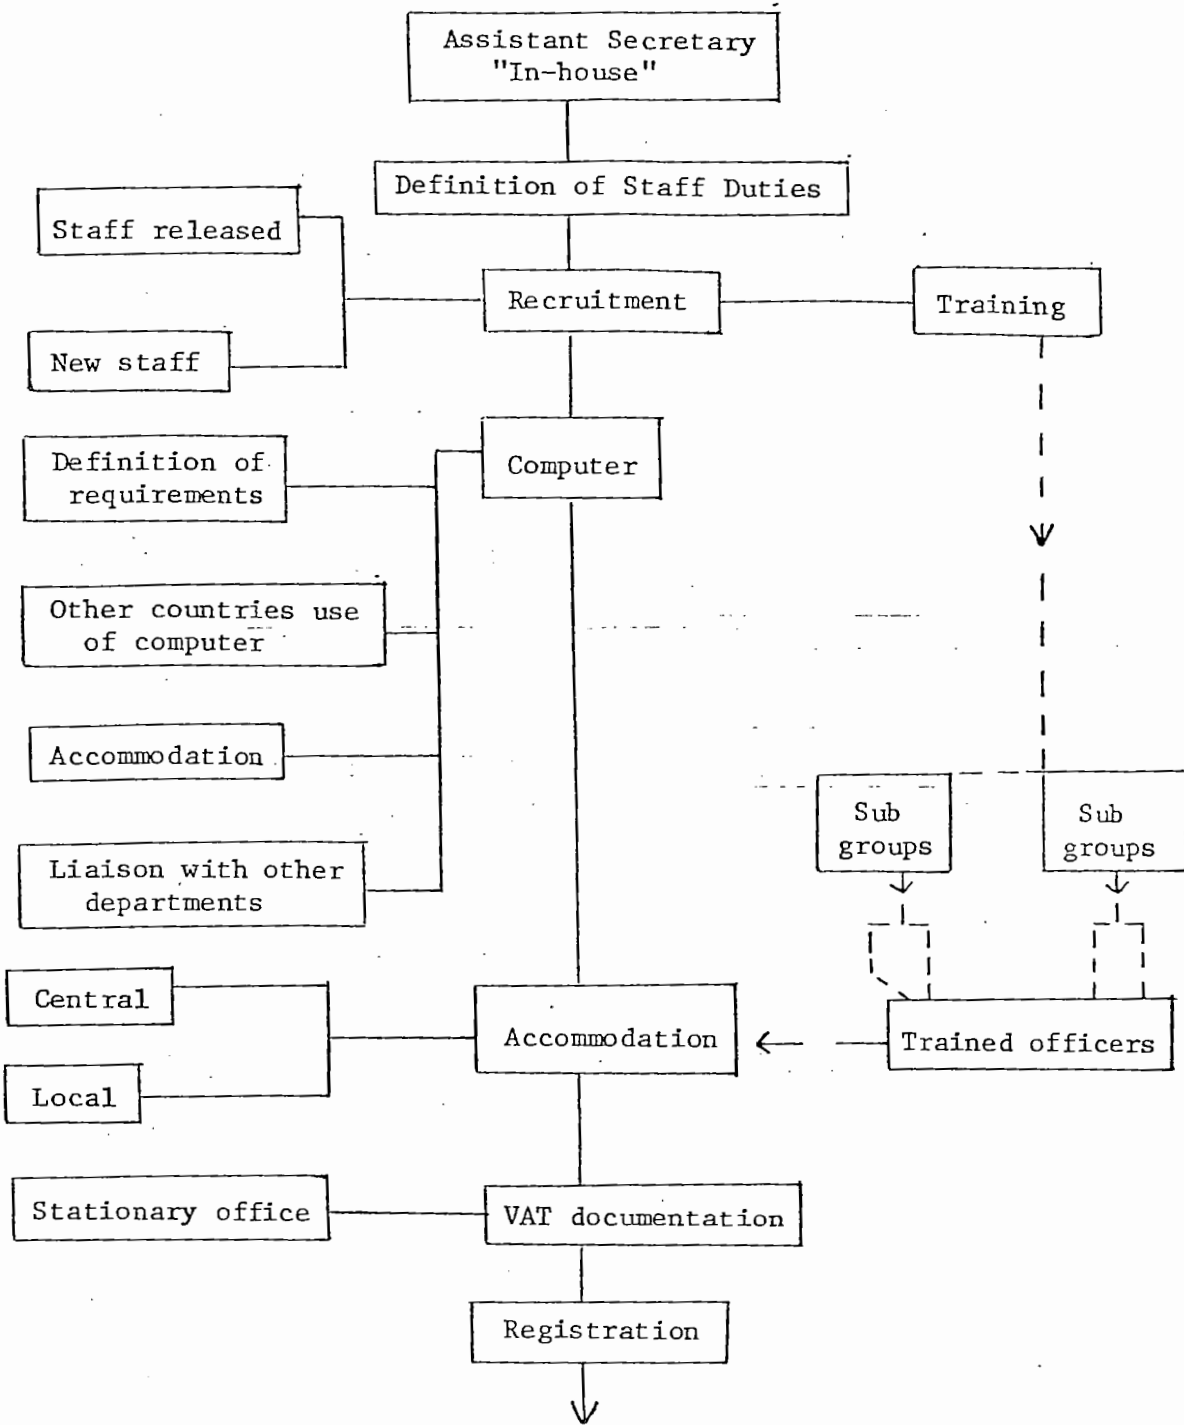 Assistant Secretary
"In-house"
Definition of Staff Duties
Staff released
Recruitment
Training
New staff
Computer
Definition of
requirements
Other countries use
of computer
Accommodation
Sub
groups
Sub
groups
Liaison with other
departments
Central
Accommodation
Trained officers
Local
Stationary office
VAT documentation
Registration